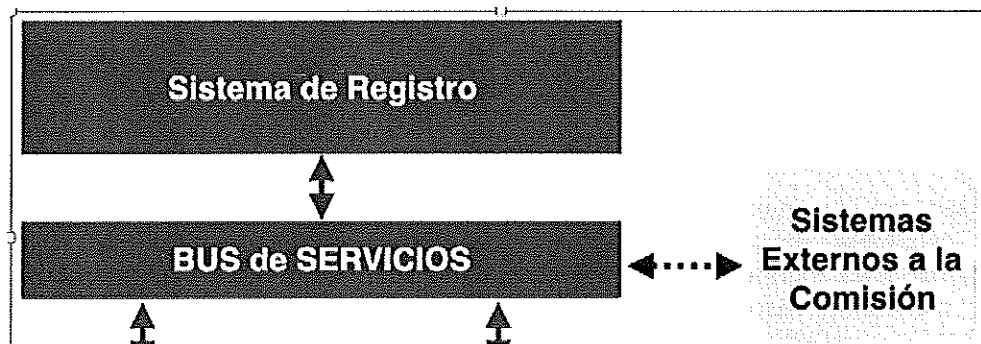 Sistema de Registro
BUS de SERVICIOS
Sistemas
Externos a la
Comisión